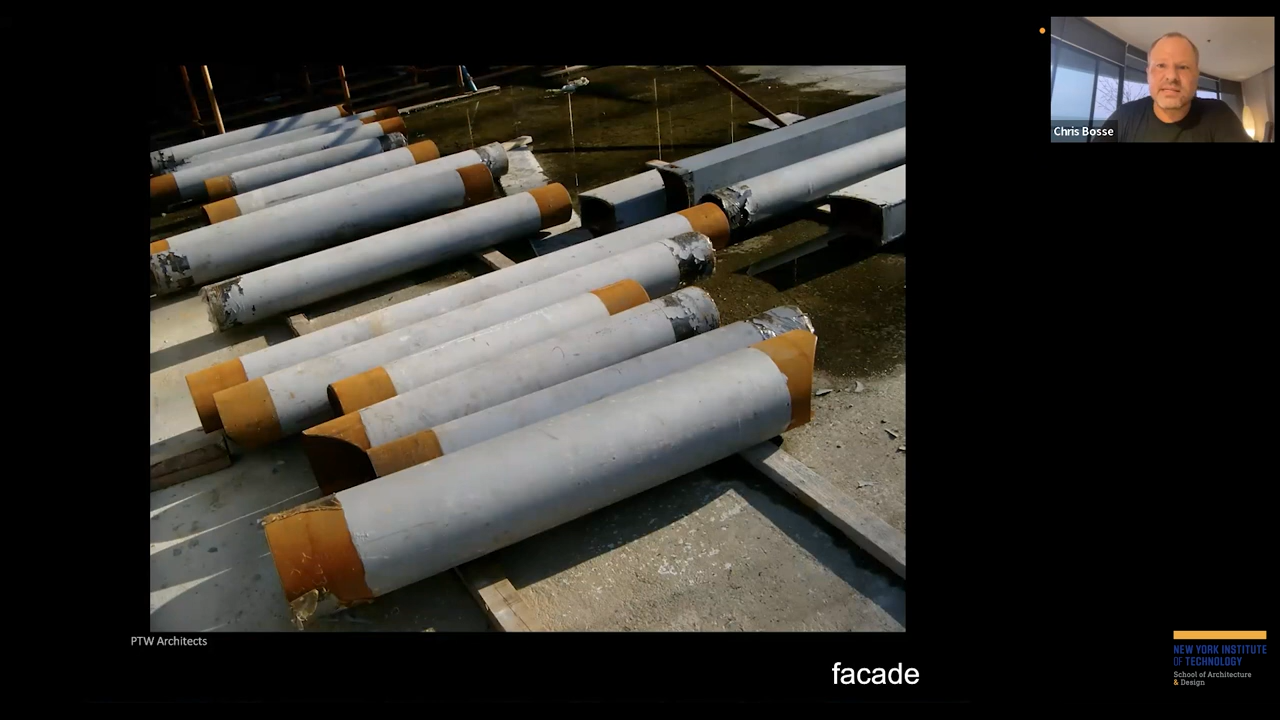 Chris Bosse
PTW Architects
facade
NEW YORK INSTITUTE
OF TECHNOLOGY
School of Architecture
& Design